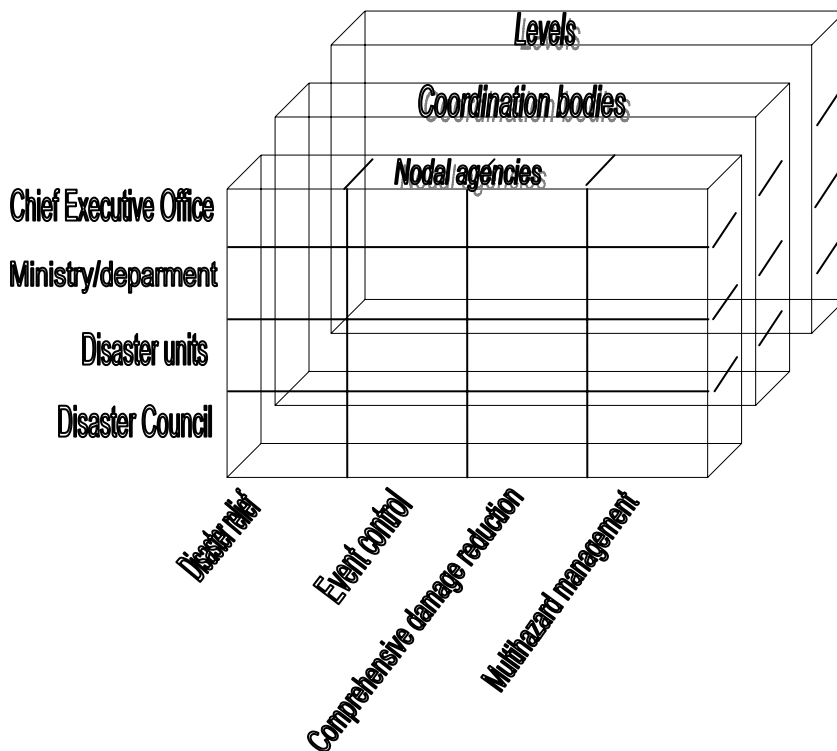 Levels
Coordination bodies
Nodal agencies
Chief Executive Office
Ministry/deparment
Disaster units
Disaster Council
Disaster relief
Event control
Comprehensive damage reduction
Multihazard management